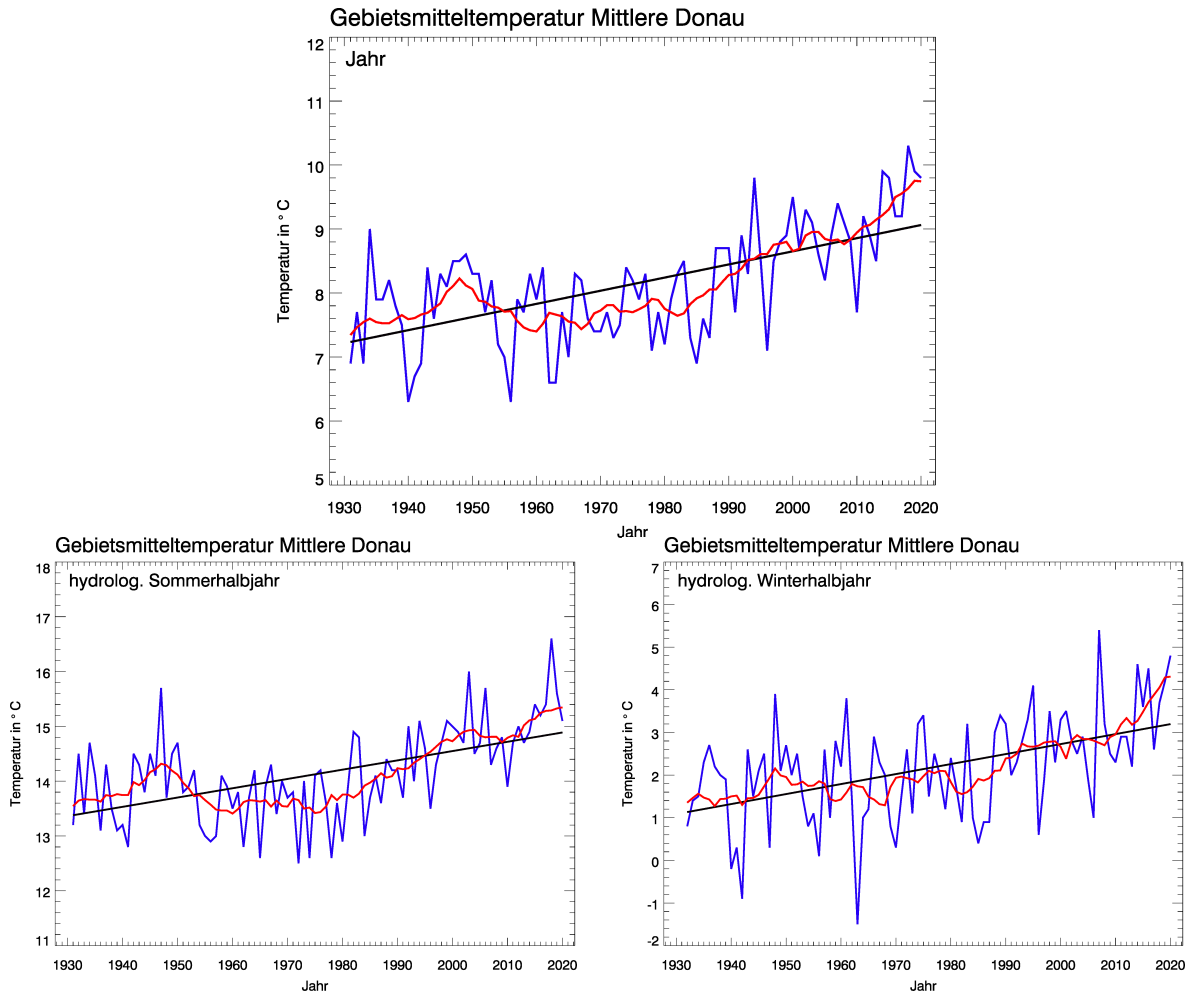 Gebietsmitteltemperatur Mittlere Donau
Jahr
12
11
10
9
8
7
6
5
Temperatur in ° C
1930 1940 1950 1960 1970 1980 1990 2000 2010 2020
Jahr
Gebietsmitteltemperatur Mittlere Donau
hydrolog. Sommerhalbjahr
18
17
16
15
14
13
12
11
Temperatur in ° C
1930 1940 1950 1960 1970 1980 1990 2000 2010 2020
Jahr
Gebietsmitteltemperatur Mittlere Donau
hydrolog. Winterhalbjahr
7
6
5
4
3
2
1
0
-1
-2
Temperatur in ° C
1930 1940 1950 1960 1970 1980 1990 2000 2010 2020
Jahr